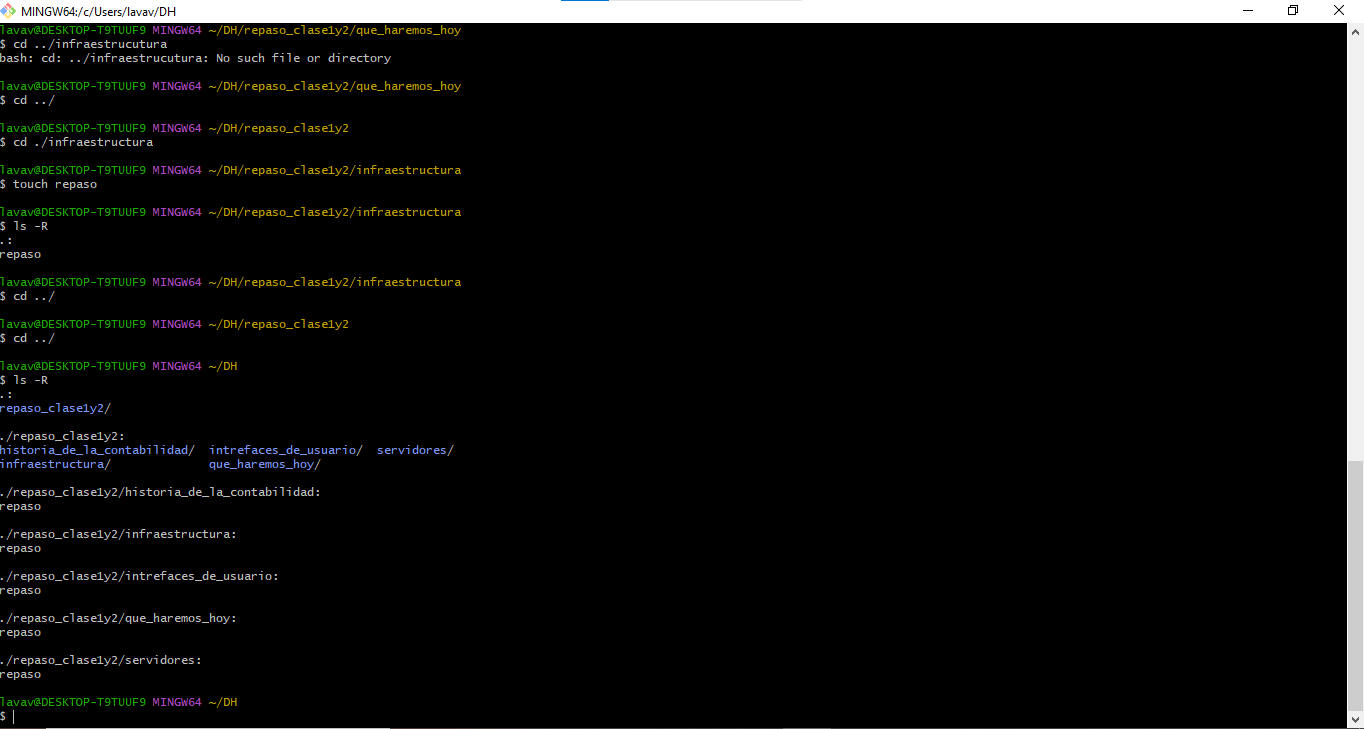 MINGW64:/c/Users/lavav/DH
lavav@DESKTOP-T9TUUF9 MINGW64 ~/DH/repaso_clase1y2/que_haremos_hoy
$ cd ../infraestrucutura
bash: cd: ../infraestrucutura: No such file or directory
lavav@DESKTOP-T9TUUF9 MINGW64 ~/DH/repaso_clase1y2/que_haremos_hoy
$ cd ../
lavav@DESKTOP-T9TUUF9 MINGW64 ~/DH/repaso_clase1y2
$ cd ./infraestructura
lavav@DESKTOP-T9TUUF9 MINGW64 ~/DH/repaso_clase1y2/infraestructura
$ touch repaso
lavav@DESKTOP-T9TUUF9 MINGW64 ~/DH/repaso_clase1y2/infraestructura
$ ls -R
.:
repaso
lavav@DESKTOP-T9TUUF9 MINGW64 ~/DH/repaso_clase1y2/infraestructura
$ cd ../
lavav@DESKTOP-T9TUUF9 MINGW64 ~/DH/repaso_clase1y2
$ cd ../
lavav@DESKTOP-T9TUUF9 MINGW64 ~/DH
$ ls -R
.:
repaso_clase1y2/
./repaso_clase1y2:
historia_de_la_contabilidad/  intrefaces_de_usuario/  servidores/
infraestructura/              que_haremos_hoy/
./repaso_clase1y2/historia_de_la_contabilidad:
repaso
./repaso_clase1y2/infraestructura:
repaso
./repaso_clase1y2/intrefaces_de_usuario:
repaso
./repaso_clase1y2/que_haremos_hoy:
repaso
./repaso_clase1y2/servidores:
repaso
lavav@DESKTOP-T9TUUF9 MINGW64 ~/DH
$